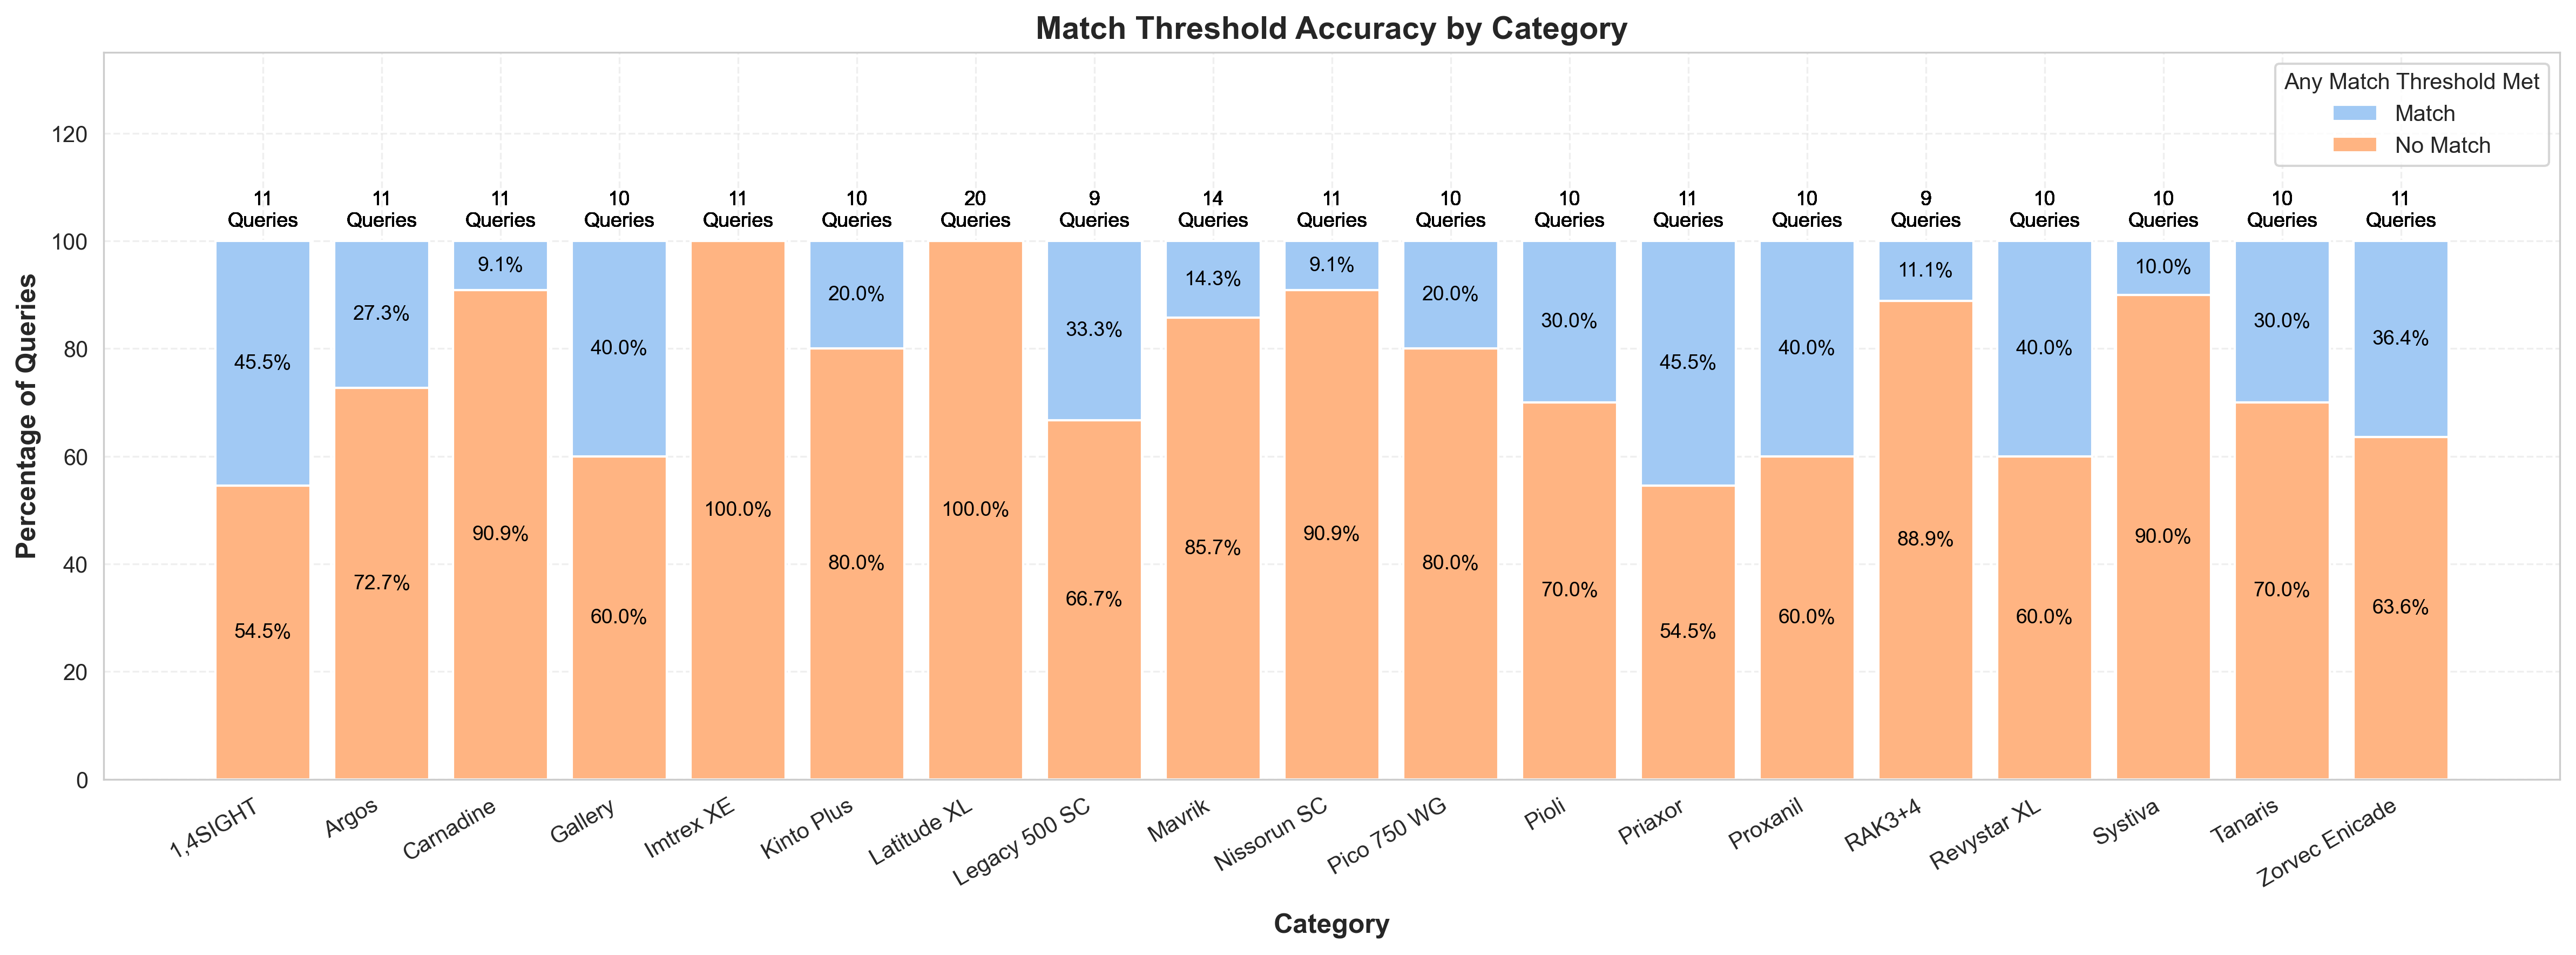 Match Threshold Accuracy by Category
Any Match Threshold Met
Match
No Match
Percentage of Queries
120
100
80
60
40
20
0
11
Queries
11
Queries
11
Queries
10
Queries
11
Queries
10
Queries
20
Queries
9
Queries
14
Queries
11
Queries
10
Queries
10
Queries
11
Queries
10
Queries
9
Queries
10
Queries
10
Queries
10
Queries
11
Queries
45.5%
54.5%
27.3%
72.7%
9.1%
90.9%
40.0%
60.0%
100.0%
20.0%
80.0%
100.0%
33.3%
66.7%
14.3%
85.7%
9.1%
90.9%
20.0%
80.0%
30.0%
70.0%
45.5%
54.5%
40.0%
60.0%
11.1%
88.9%
40.0%
60.0%
10.0%
90.0%
30.0%
70.0%
36.4%
63.6%
1,4SIGHT
Argos
Carnadine
Gallery
Imtrex XE
Kinto Plus
Latitude XL
Legacy 500 SC
Mavrik
Nissorun SC
Pico 750 WG
Pioli
Priaxor
Proxanil
RAK3+4
Revystar XL
Systiva
Tanaris
Zorvec Enicade
Category